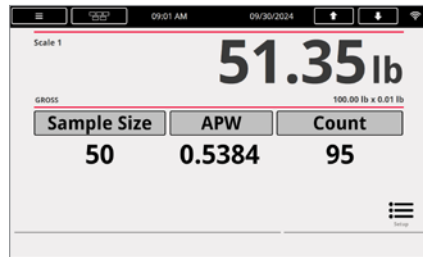 09:01 AM 09/30/2024
Scale 1
51.35 lb
GROSS 100.00 lb x 0.01 lb
Sample Size APW Count
50 0.5384 95
Setup